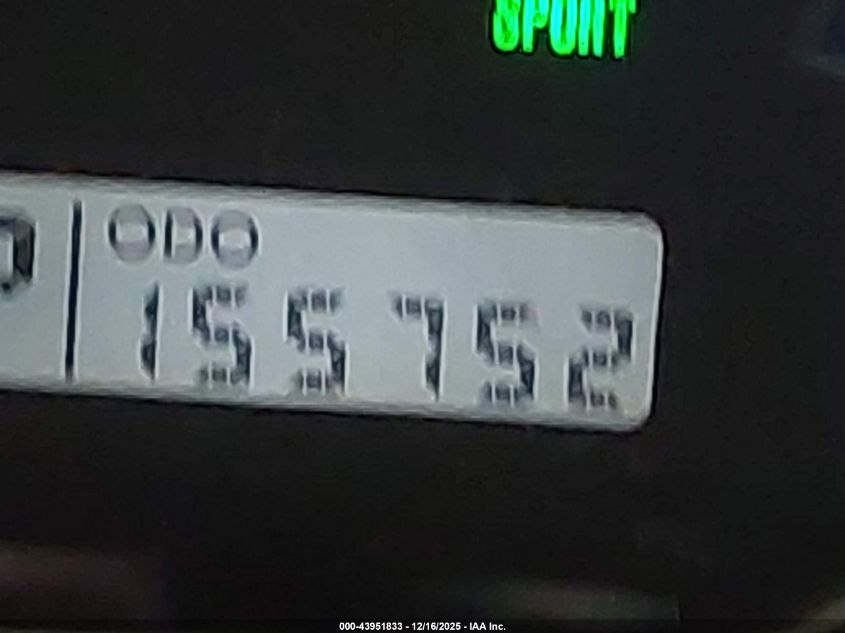 SPORT
ODO
155752
000-43951833 - 12/16/2025 - IAA Inc.